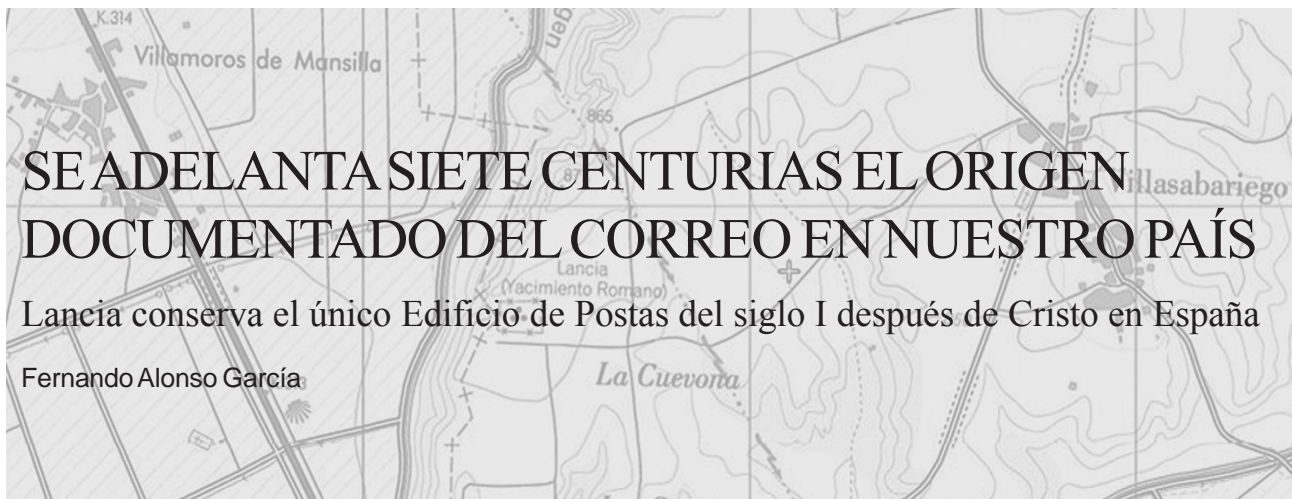 K.314
Villamoros de Mansilla
865
SE ADELANTA SIETE CENTURIAS EL ORIGEN
Villasabariego
DOCUMENTADO DEL CORREO EN NUESTRO PAÍS
Lancia
(Yacimiento Romano)
Lancia conserva el único Edificio de Postas del siglo I después de Cristo en España
Fernando Alonso García
La Cuevona